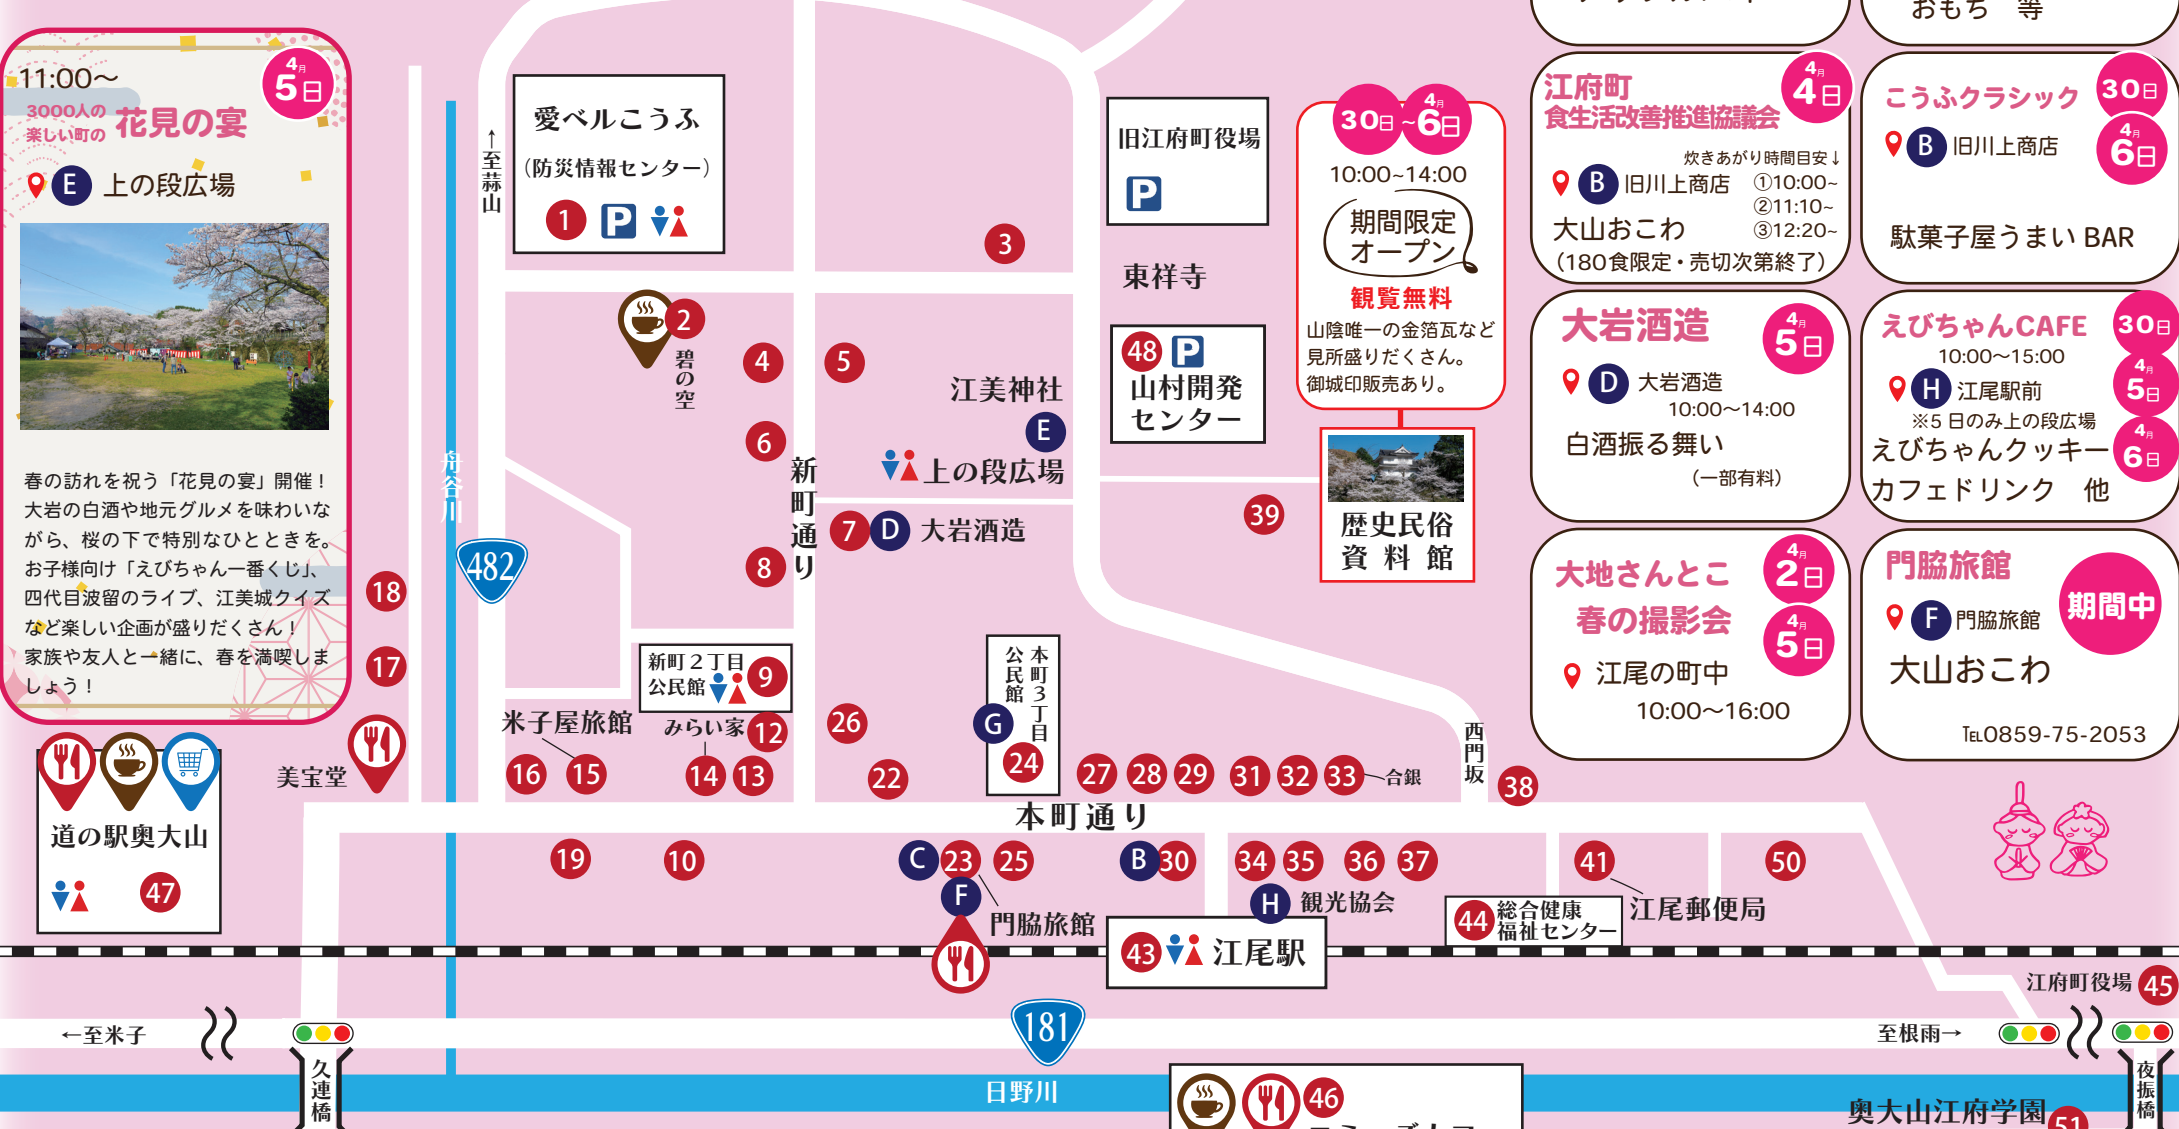 11:00〜
4月
5日
3000人の
楽しい町の
花見の宴
E 上の段広場
春の訪れを祝う「花見の宴」開催！
大岩の白酒や地元グルメを味わいな
がら、桜の下で特別なひとときを。
お子様向け「えびちゃん一番くじ」、
四代目波留のライブ、江美城クイズ
など楽しい企画が盛りだくさん！
家族や友人と一緒に、春を満喫しま
しょう！
道の駅奥大山
47
美宝堂
18
17
舟谷川
482
←至蒜山
愛ベルこうふ
（防災情報センター）
1 P
2
碧の空
3
4
5
6
新町通り
江美神社
E
上の段広場
7 D 大岩酒造
8
新町２丁目
公民館
9
米子屋旅館
みらい家
12
16
15
14
13
26
22
本町３丁目
公民館
G
24
27
28
29
31
32
33
合銀
西門坂
38
本町通り
19
10
C
23
25
F
門脇旅館
B
30
34
35
36
37
H 観光協会
41
50
江尾郵便局
44 総合健康
福祉センター
43 江尾駅
旧江府町役場
P
東祥寺
48 P
山村開発
センター
39
30日〜4月6日
10:00~14:00
期間限定
オープン
観覧無料
山陰唯一の金箔瓦など
見所盛りだくさん。
御城印販売あり。
歴史民俗
資料館
おもち　等
江府町
食生活改善推進協議会
4月
4日
炊きあがり時間目安↓
B 旧川上商店
①10:00~
②11:10~
③12:20~
大山おこわ
（180食限定・売切次第終了）
こうふクラシック
30日
4月
6日
B 旧川上商店
駄菓子屋うまい BAR
大岩酒造
4月
5日
D 大岩酒造
10:00〜14:00
白酒振る舞い
（一部有料）
えびちゃんCAFE
30日
4月
5日
4月
6日
10:00〜15:00
H 江尾駅前
※5 日のみ上の段広場
えびちゃんクッキー
カフェドリンク　他
大地さんとこ
春の撮影会
4月
2日
4月
5日
江尾の町中
10:00〜16:00
門脇旅館
期間中
F 門脇旅館
大山おこわ
℡0859-75-2053
江府町役場 45
←至米子
181
至根雨→
久連橋
日野川
46
夜振橋
奥大山江府学園 51